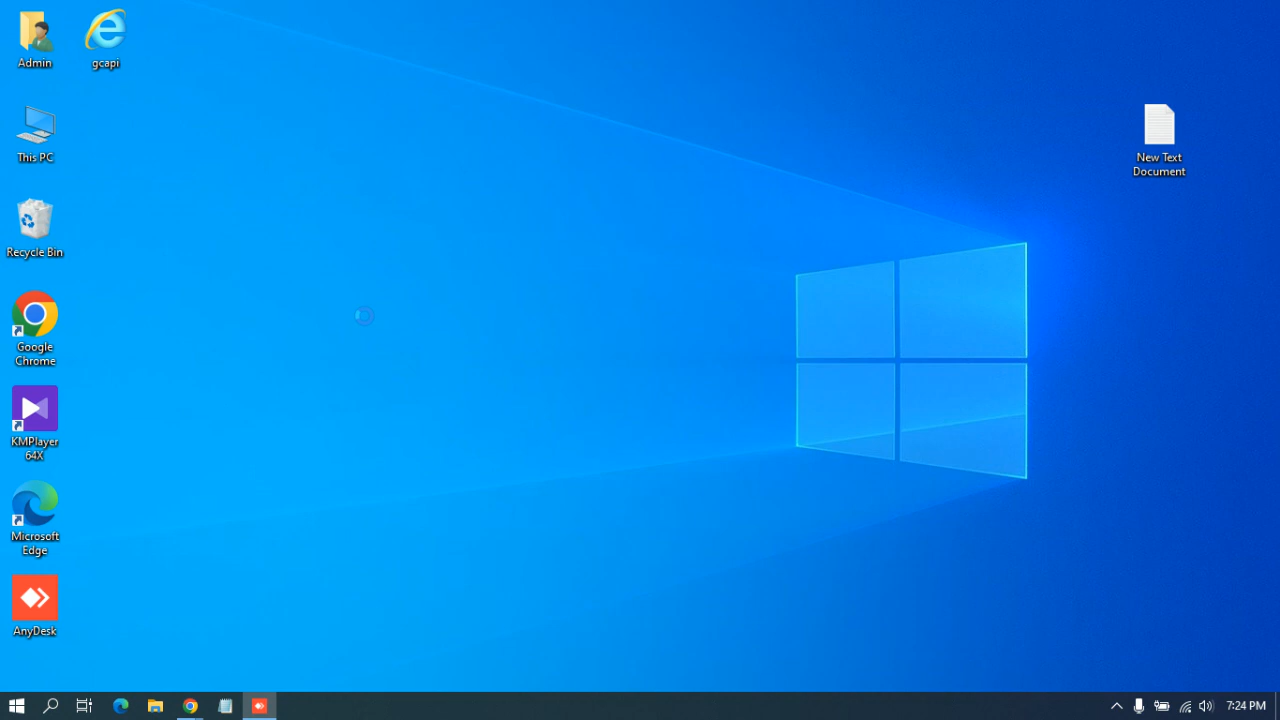 Admin
gcapi
This PC
New Text
Document
Recycle Bin
Google
Chrome
KMPlayer
64X
Microsoft
Edge
AnyDesk
7:24 PM